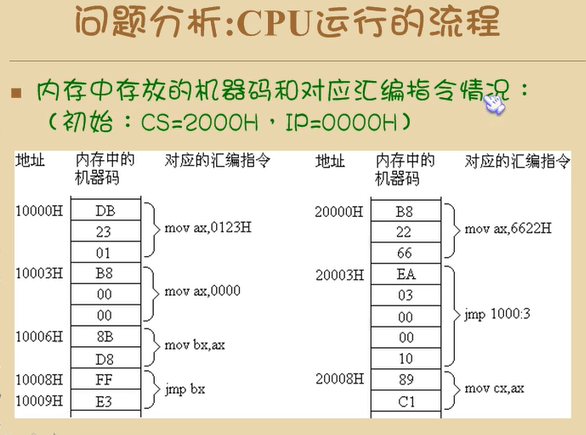 问题分析:CPU运行的流程
内存中存放的机器码和对应汇编指令情况：
（初始：CS=2000H，IP=0000H）
地址 内存中的机器码 对应的汇编指令
10000H DB
23 mov ax,0123H
01
10003H B8
00 mov ax,0000
00
10006H 8B
D8 mov bx,ax
10008H FF
10009H E3 jmp bx
地址 内存中的机器码 对应的汇编指令
20000H B8
22 mov ax,6622H
66
20003H EA
03
00 jmp 1000:3
00
10
20008H 89
C1 mov cx,ax